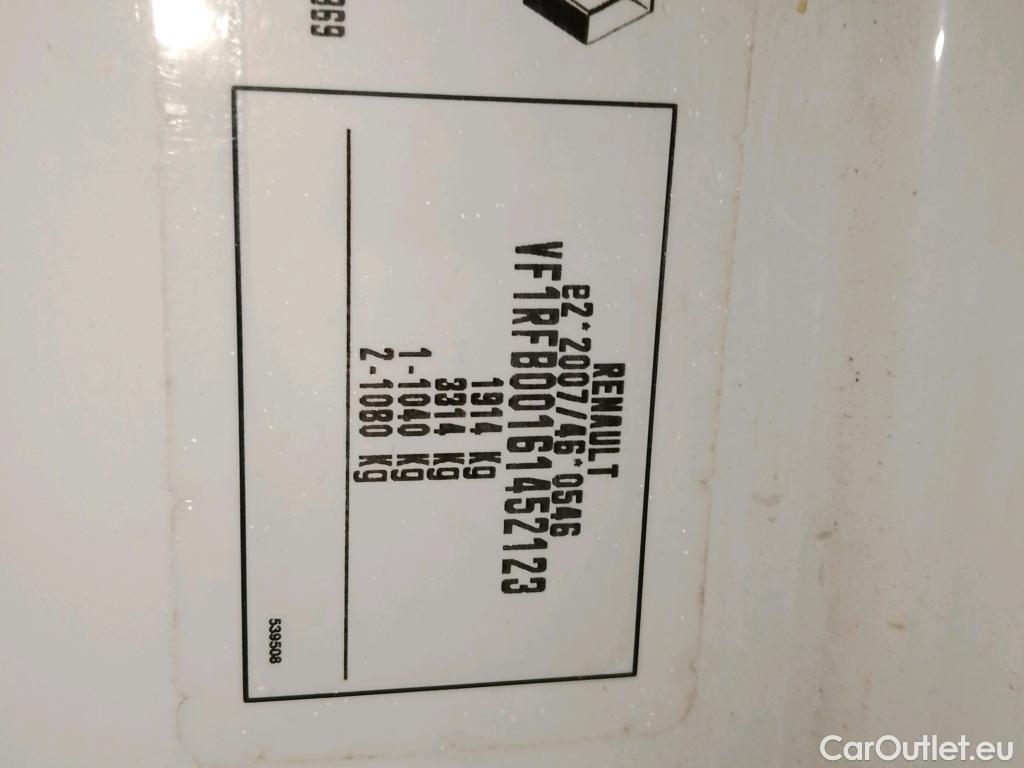 869
RENAULT
e2*2007/46*0546
VF1RFB00161452123
1914 kg
3314 kg
1-1040 kg
2-1080 kg
539508
CarOutlet.eu